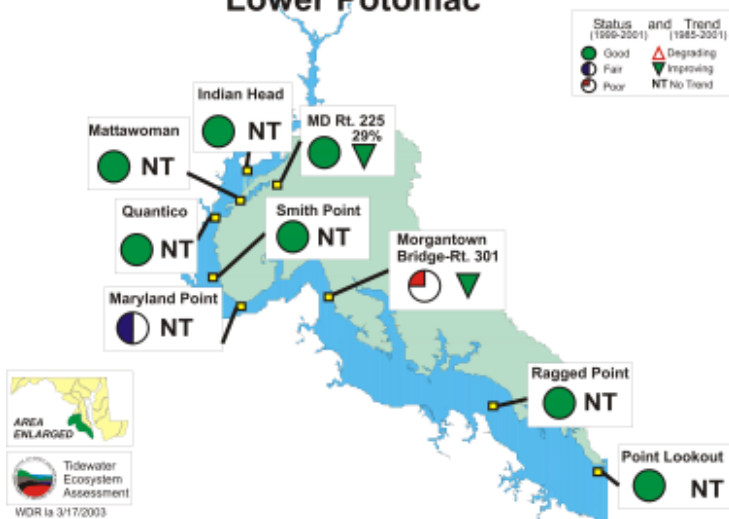 Lower Potomac
Status and Trend
(1999-2001) (1985-2001)
Good Degrading
Fair Improving
Poor NT No Trend
Indian Head
NT
MD Rt. 225
29%
Mattawoman
NT
Quantico
NT
Smith Point
NT
Morgantown
Bridge-Rt. 301
Maryland Point
NT
Ragged Point
NT
Point Lookout
NT
AREA
ENLARGED
Tidewater
Ecosystem
Assessment
WDR la 3/17/2003